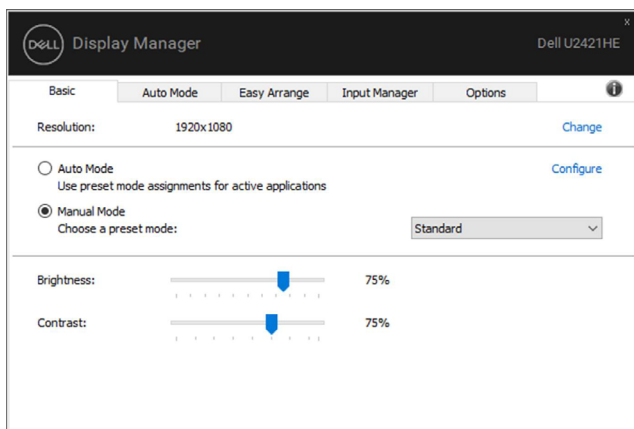 x
DELL Display Manager
Dell U2421HE
Basic Auto Mode Easy Arrange Input Manager Options i
Resolution: 1920x1080 Change
Auto Mode Configure
Use preset mode assignments for active applications
Manual Mode
Choose a preset mode: Standard
Brightness: 75%
Contrast: 75%